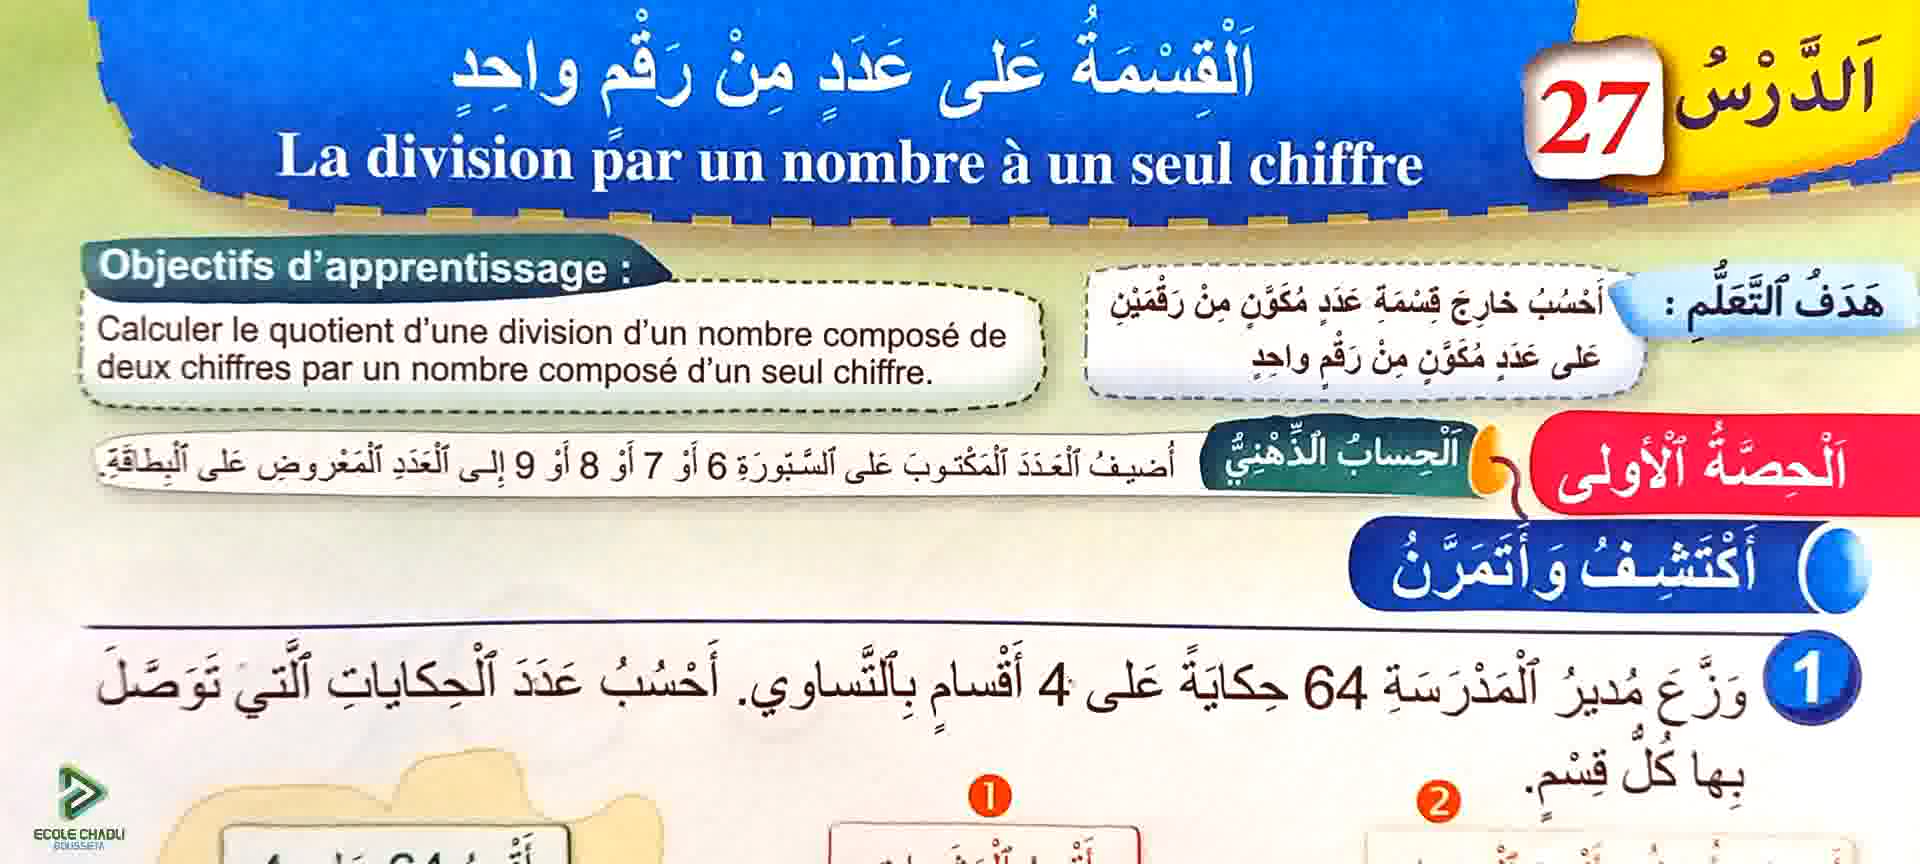 اَلدَّرْسُ 27
اَلْقِسْمَةُ عَلى عَدَدٍ مِنْ رَقْمٍ واحِدٍ
La division par un nombre à un seul chiffre
هَدَفُ ٱلتَّعَلُّمِ :
أَحْسُبُ خارِجَ قِسْمَةِ عَدَدٍ مُكَوَّنٍ مِنْ رَقْمَيْنِ
عَلى عَدَدٍ مُكَوَّنٍ مِنْ رَقْمٍ واحِدٍ
Objectifs d’apprentissage :
Calculer le quotient d’une division d’un nombre composé de
deux chiffres par un nombre composé d’un seul chiffre.
اَلْحِصَّةُ ٱلْأولى
اَلْحِسابُ ٱلذِّهْنِيُّ
أُضيفُ ٱلْعَدَدَ ٱلْمَكْتوبَ عَلى ٱلسَّبّورَةِ 6 أَوْ 7 أَوْ 8 أَوْ 9 إِلى ٱلْعَدَدِ ٱلْمَعْروضِ عَلى ٱلْبِطاقَةِ.
أَكْتَشِفُ وَ أَتَمَرَّنُ
1 وَزَّعَ مُديرُ ٱلْمَدْرَسَةِ 64 حِكايَةً عَلى 4 أَقْسامٍ بِٱلتَّساوي. أَحْسُبُ عَدَدَ ٱلْحِكاياتِ ٱلَّتي تَوَصَّلَ
بِها كُلُّ قِسْمٍ.
2
1
ECOLE CHADLI